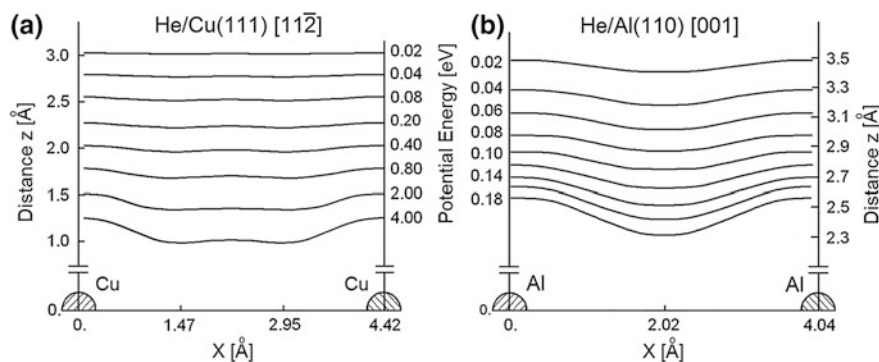 (a)
He/Cu(111) [112̅]
Distance z [Å]
3.0
2.5
2.0
1.5
1.0
0.
0.02
0.04
0.08
0.20
0.40
0.80
2.00
4.00
Potential Energy [eV]
Cu
Cu
0.
1.47
2.95
4.42
X [Å]
(b)
He/Al(110) [001]
0.02
0.04
0.06
0.08
0.10
0.14
0.18
3.5
3.3
3.1
2.9
2.7
2.5
2.3
Distance z [Å]
Al
Al
0.
0.
2.02
4.04
X [Å]